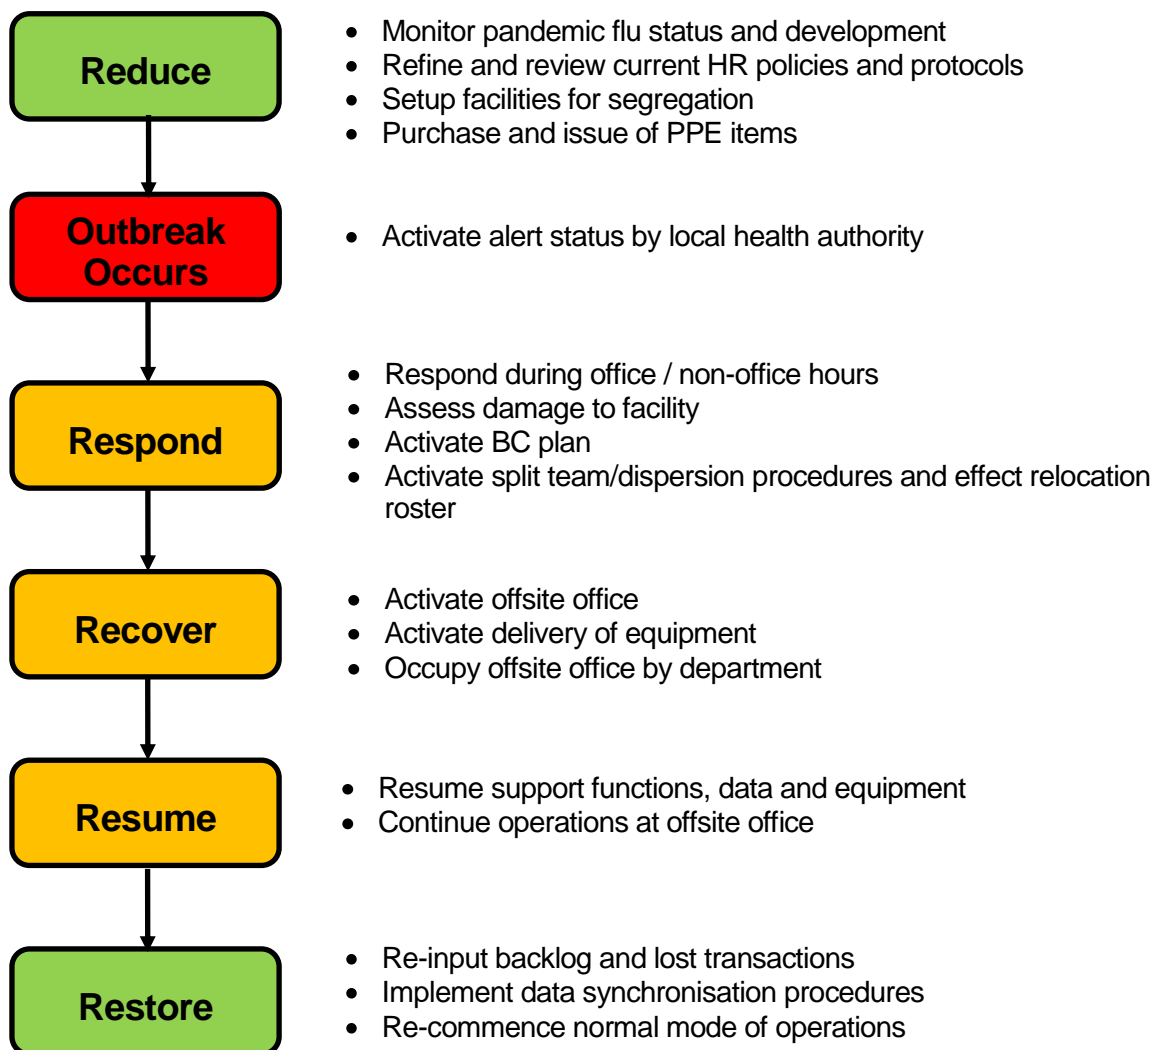 Reduce
• Monitor pandemic flu status and development
• Refine and review current HR policies and protocols
• Setup facilities for segregation
• Purchase and issue of PPE items
Outbreak
Occurs
• Activate alert status by local health authority
Respond
• Respond during office / non-office hours
• Assess damage to facility
• Activate BC plan
• Activate split team/dispersion procedures and effect relocation
roster
Recover
• Activate offsite office
• Activate delivery of equipment
• Occupy offsite office by department
Resume
• Resume support functions, data and equipment
• Continue operations at offsite office
Restore
• Re-input backlog and lost transactions
• Implement data synchronisation procedures
• Re-commence normal mode of operations